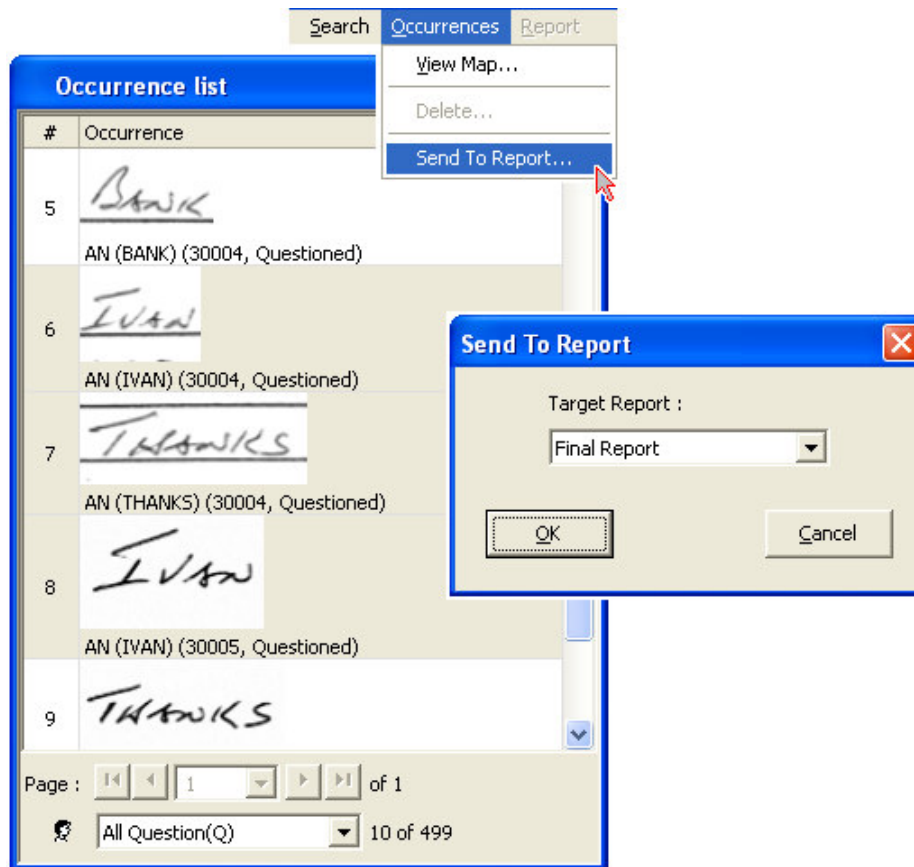 Search Occurrences Report
View Map...
Delete...
Send To Report...
Occurrence list
# Occurrence
5 BANK
AN (BANK) (30004, Questioned)
6 IVAN
AN (IVAN) (30004, Questioned)
7 THANKS
AN (THANKS) (30004, Questioned)
8 IVAN
AN (IVAN) (30005, Questioned)
9 THANKS
Send To Report
Target Report :
Final Report
OK Cancel
Page : 1 of 1
All Question(Q) 10 of 499